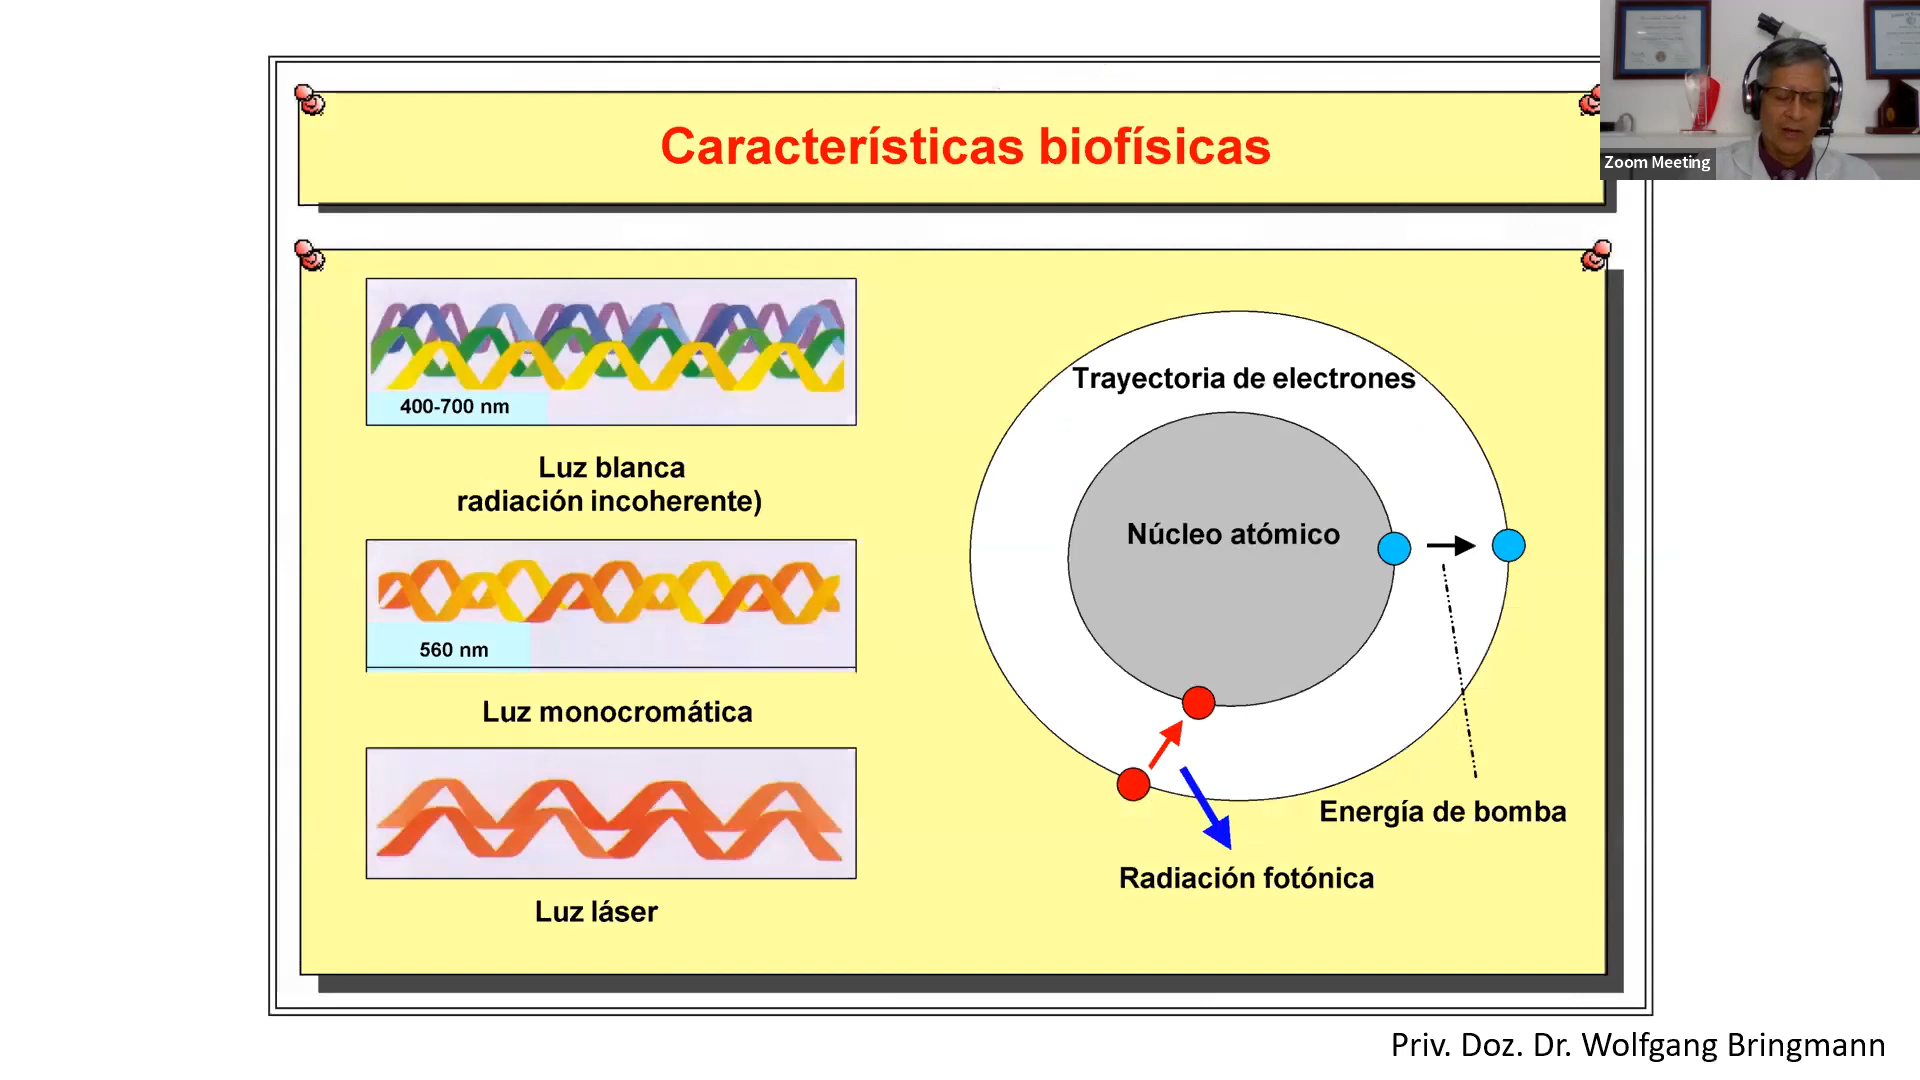 Características biofísicas
Zoom Meeting
400-700 nm
Luz blanca
radiación incoherente)
560 nm
Luz monocromática
Luz láser
Trayectoria de electrones
Núcleo atómico
Energía de bomba
Radiación fotónica
Priv. Doz. Dr. Wolfgang Bringmann